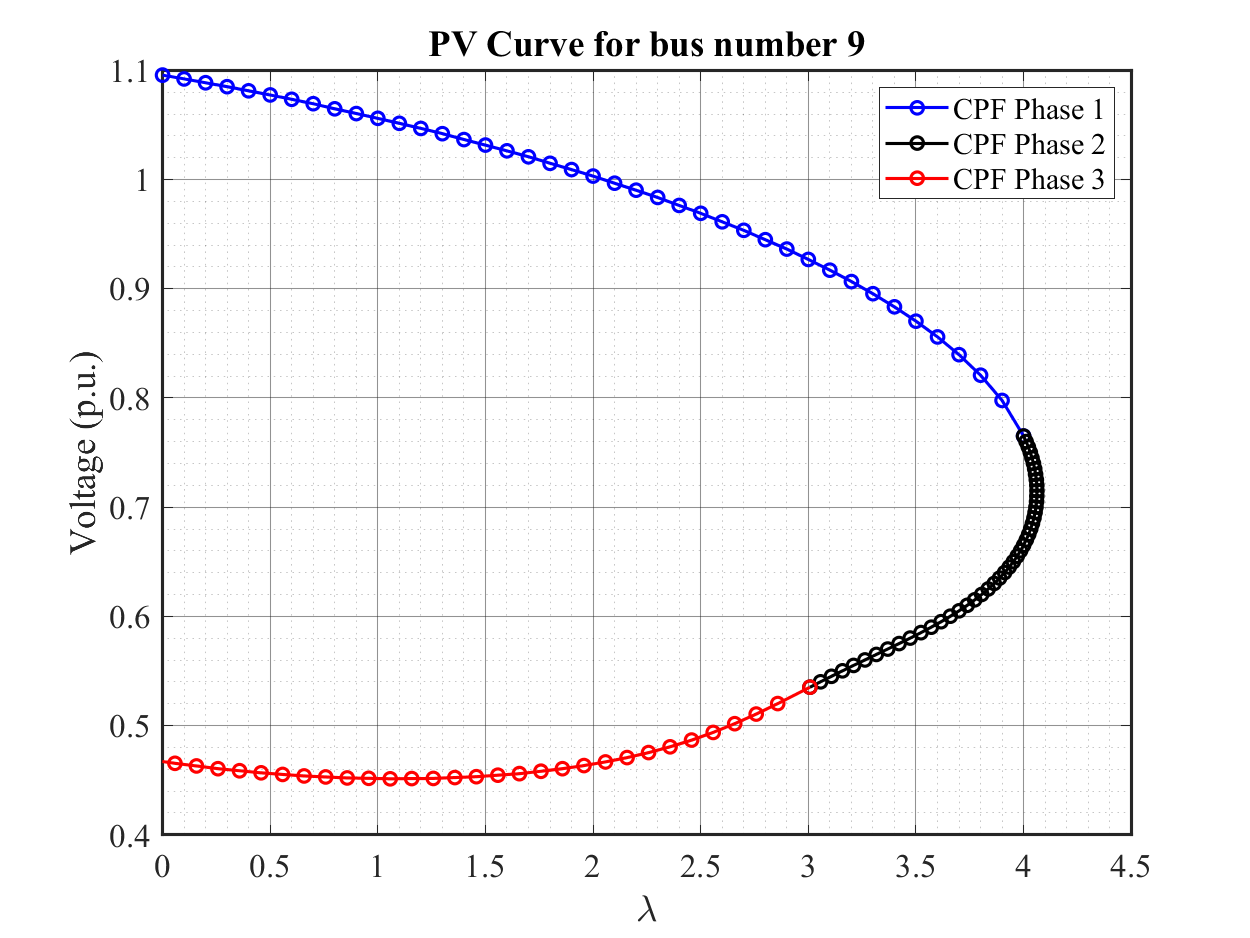 PV Curve for bus number 9
1.1
1
0.9
0.8
0.7
0.6
0.5
0.4
Voltage (p.u.)
CPF Phase 1
CPF Phase 2
CPF Phase 3
0 0.5 1 1.5 2 2.5 3 3.5 4 4.5
λ